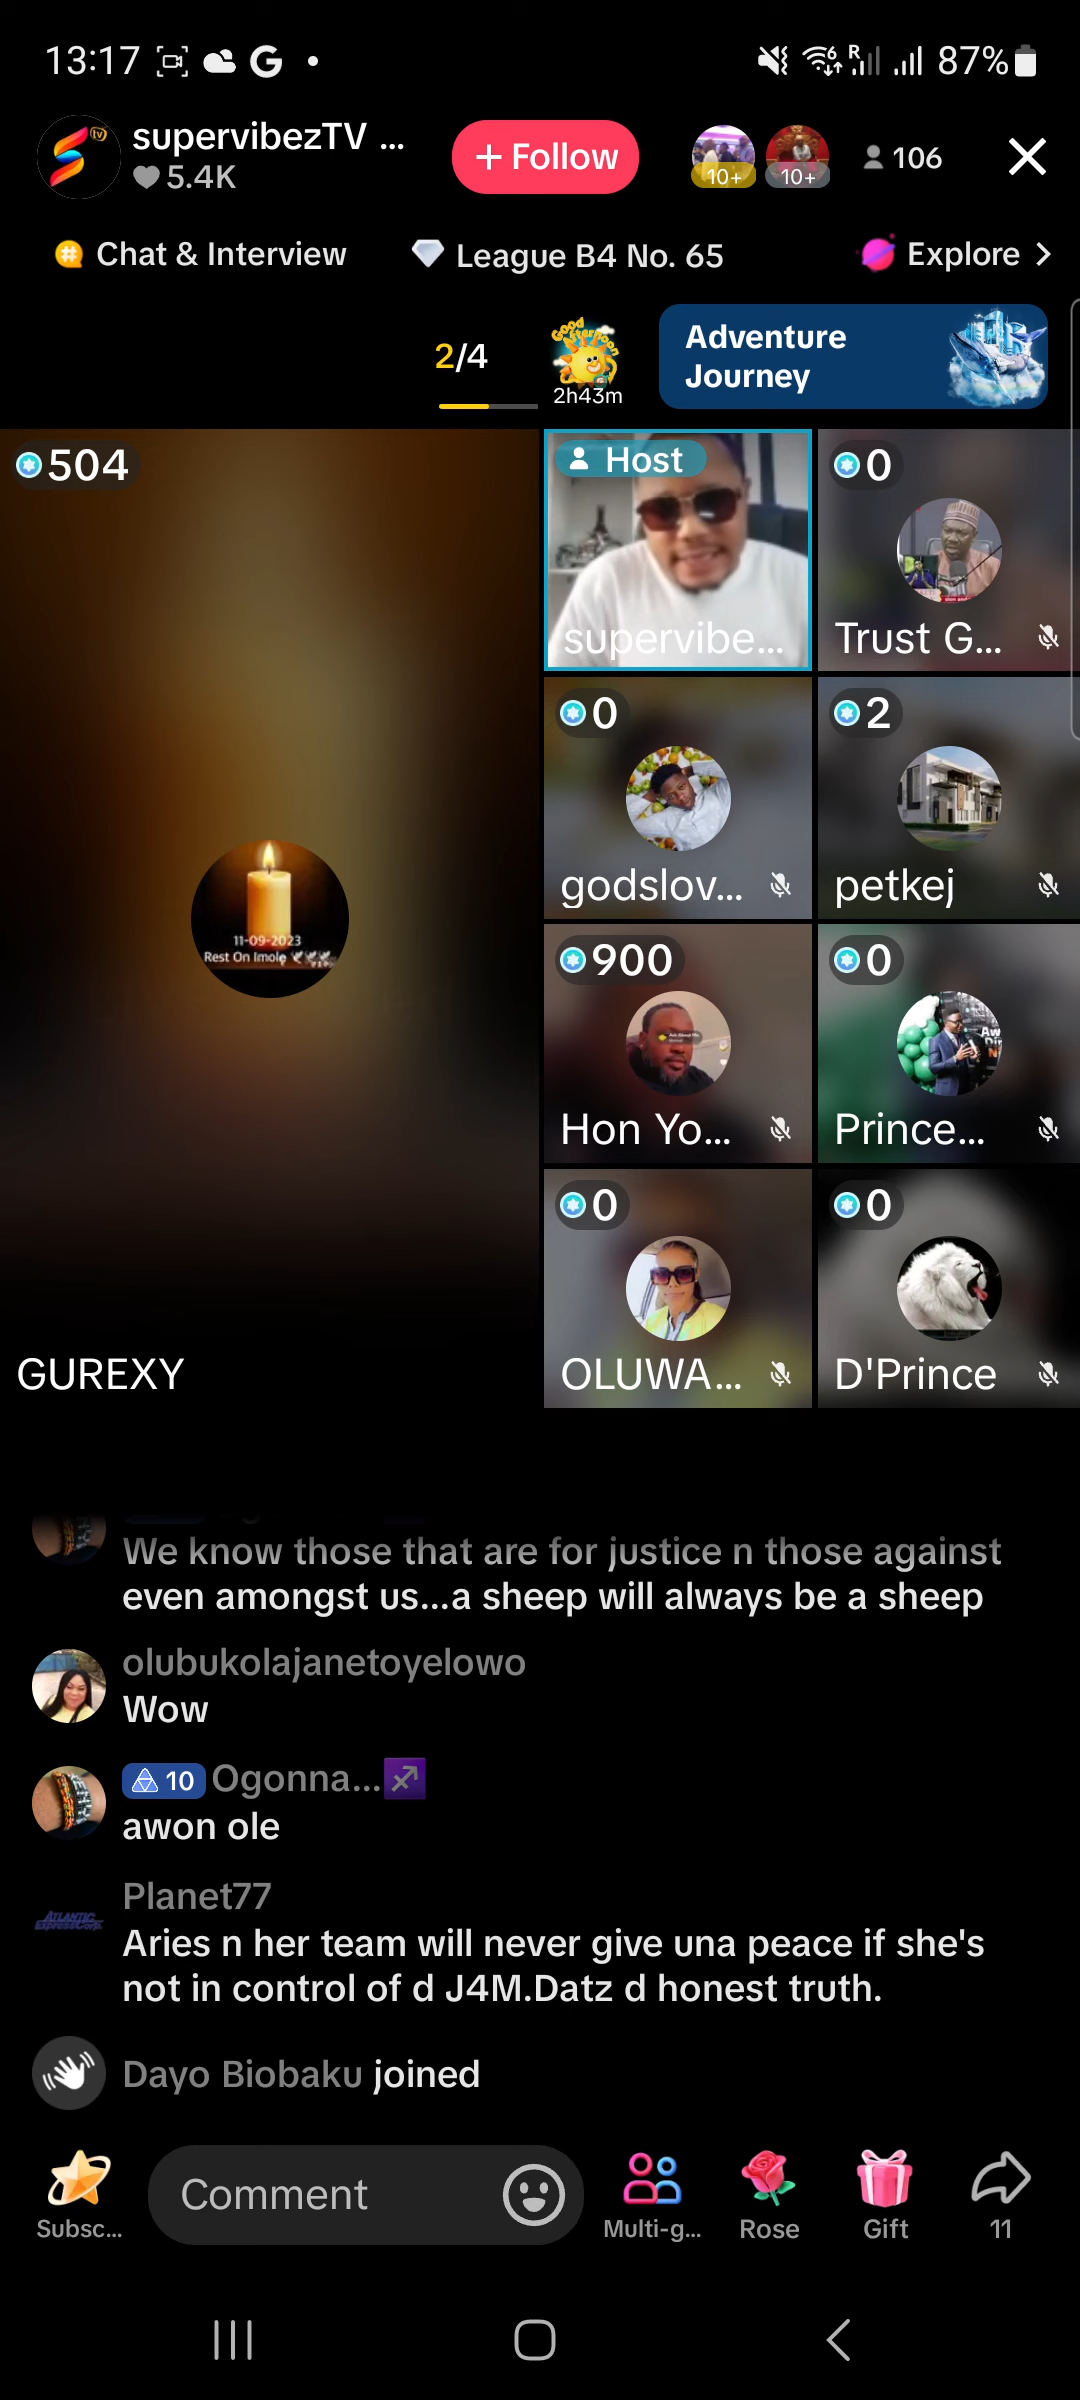 13:17
87%
supervibezTV ...
5.4K
+ Follow
10+
10+
106
Chat & Interview
League B4 No. 65
Explore
2/4
Good Afternoon
2h43m
Adventure
Journey
504
Host
supervibe...
0
Trust G...
0
godslov...
2
petkej
11-09-2023
Rest On Imole
900
Hon Yo...
0
Prince...
0
OLUWA...
0
D'Prince
GUREXY
We know those that are for justice n those against
even amongst us...a sheep will always be a sheep
olubukolajanetoyelowo
Wow
10 Ogonna...
awon ole
Planet77
Aries n her team will never give una peace if she's
not in control of d J4M.Datz d honest truth.
Dayo Biobaku joined
Subsc...
Comment
Multi-g...
Rose
Gift
11